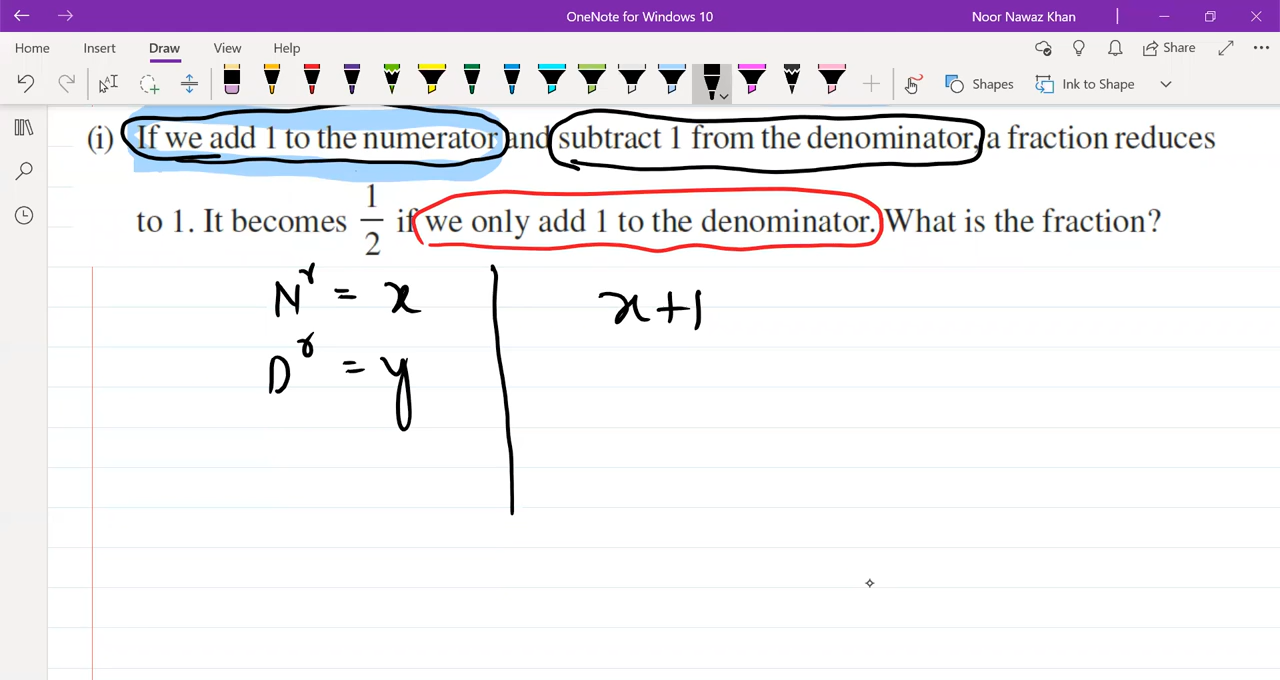 OneNote for Windows 10
Noor Nawaz Khan
Home Insert Draw View Help
Share
Shapes
Ink to Shape
(i) If we add 1 to the numerator and subtract 1 from the denominator, a fraction reduces
to 1. It becomes 1/2 if we only add 1 to the denominator. What is the fraction?
Nʳ = x
x+1
Dʳ = y